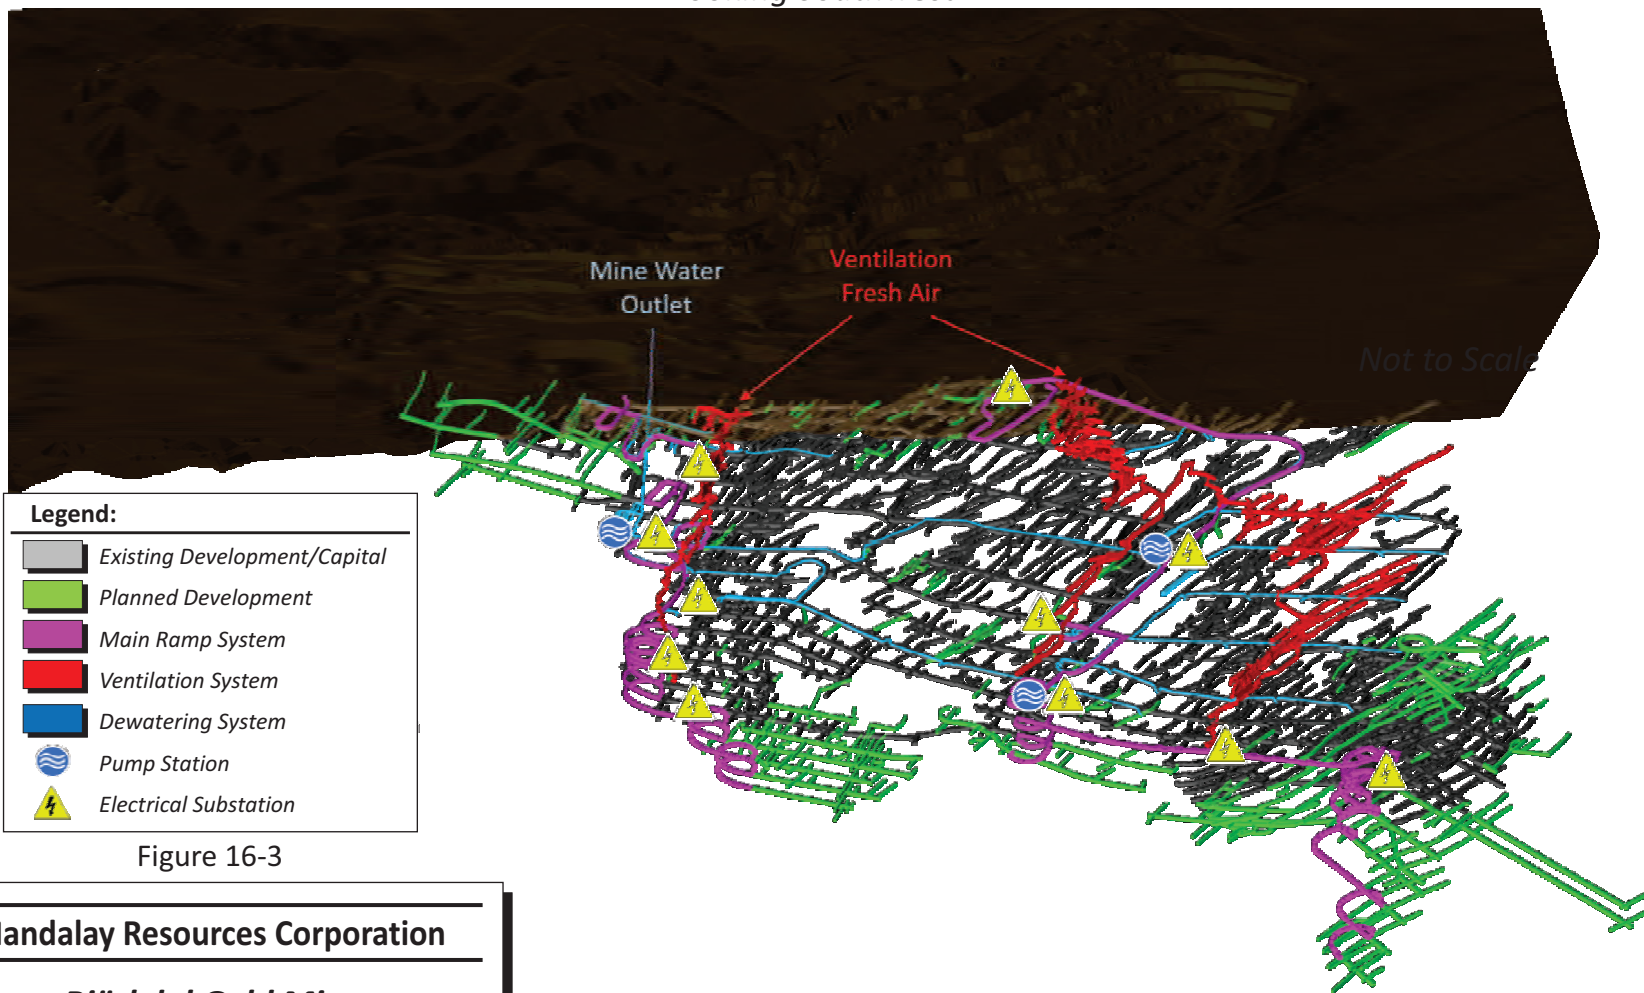 Mine Water
Outlet
Ventilation
Fresh Air
Not to Scale
Legend:
Existing Development/Capital
Planned Development
Main Ramp System
Ventilation System
Dewatering System
Pump Station
Electrical Substation
Figure 16-3
Resources Corporation